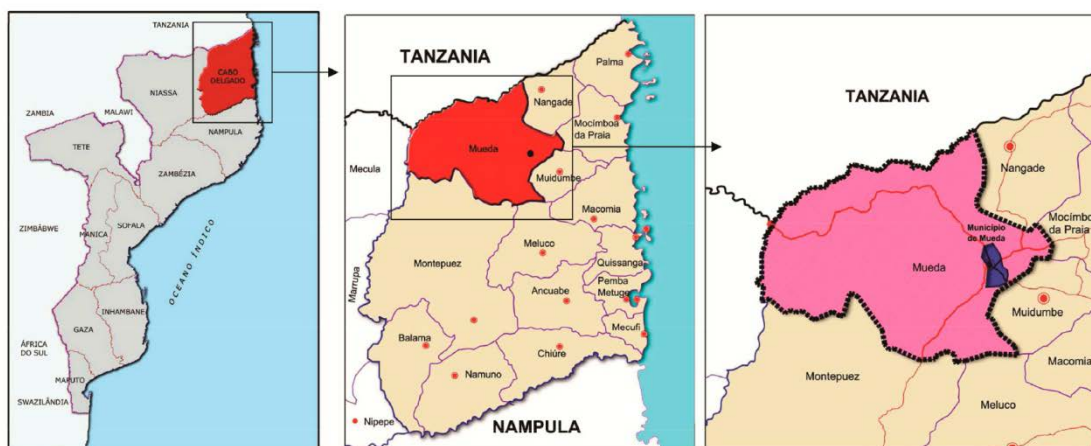 TANZANIA
CABO
DELGADO
NIASSA
ZAMBIA
MALAWI
NAMPULA
TETE
ZAMBÉZIA
ZIMBÁBWE
MANICA
SOFALA
OCEANO ÍNDICO
INHAMBANE
GAZA
ÁFRICA
DO SUL
MAPUTO
SWAZILÂNDIA
TANZANIA
Palma
Nangade
Mocímboa
da Praia
Mueda
Mecula
Muidumbe
Macomia
Meluco
Montepuez
Quissanga
Marrupa
Ancuabe
Pemba
Metuge
Mecufi
Balama
Chiúre
Namuno
Nipepe
NAMPULA
TANZANIA
Nangade
Mocímboa
da Praia
Município
de Mueda
Mueda
Muidumbe
Macomia
Montepuez
Meluco